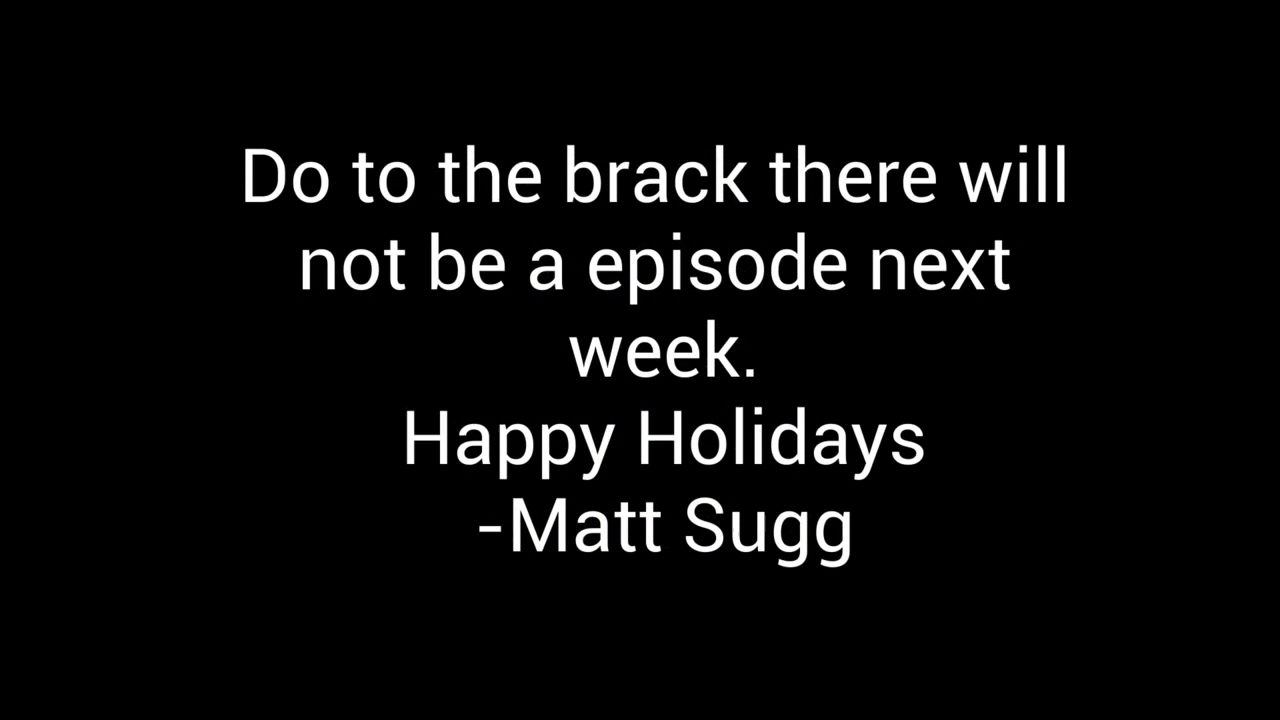 Do to the brack there will
not be a episode next
week.
Happy Holidays
-Matt Sugg